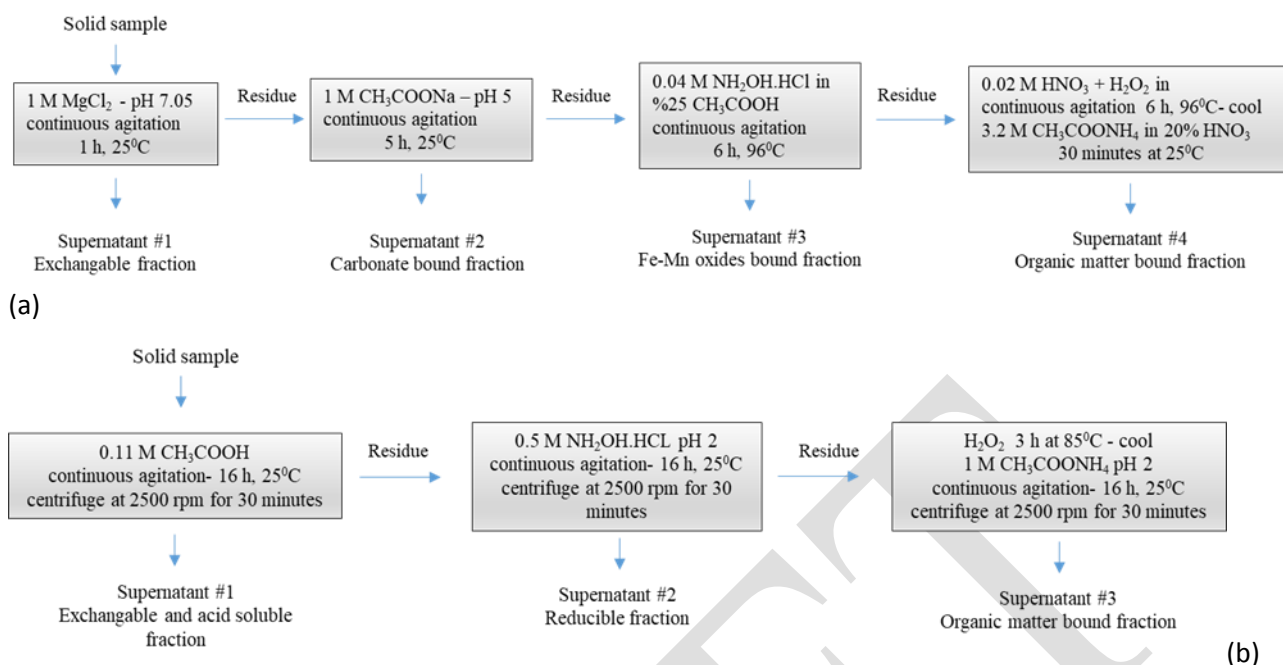 Solid sample
1 M MgCl₂ - pH 7.05
continuous agitation
1 h, 25⁰C
Residue
1 M CH₃COONa – pH 5
continuous agitation
5 h, 25⁰C
Residue
0.04 M NH₂OH.HCl in
%25 CH₃COOH
continuous agitation
6 h, 96⁰C
Residue
0.02 M HNO₃ + H₂O₂ in
continuous agitation 6 h, 96⁰C- cool
3.2 M CH₃COONH₄ in 20% HNO₃
30 minutes at 25⁰C
Supernatant #1
Exchangable fraction
Supernatant #2
Carbonate bound fraction
Supernatant #3
Fe-Mn oxides bound fraction
Supernatant #4
Organic matter bound fraction
(a)
Solid sample
0.11 M CH₃COOH
continuous agitation- 16 h, 25⁰C
centrifuge at 2500 rpm for 30 minutes
Residue
0.5 M NH₂OH.HCL pH 2
continuous agitation- 16 h, 25⁰C
centrifuge at 2500 rpm for 30
minutes
Residue
H₂O₂ 3 h at 85⁰C - cool
1 M CH₃COONH₄ pH 2
continuous agitation- 16 h, 25⁰C
centrifuge at 2500 rpm for 30 minutes
Supernatant #1
Exchangable and acid soluble
fraction
Supernatant #2
Reducible fraction
Supernatant #3
Organic matter bound fraction
(b)